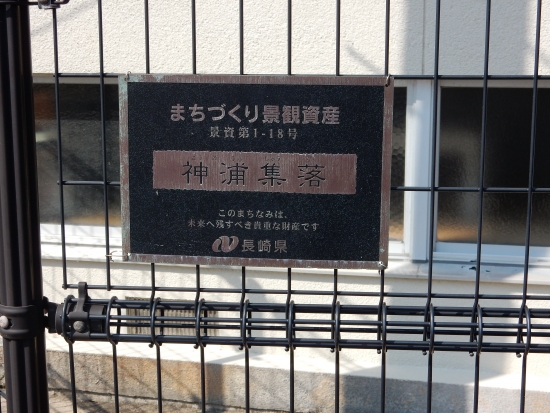 まちづくり景観資産
景資第1-18号
神浦集落
このまちなみは、
未来へ残すべき貴重な財産です
長崎県